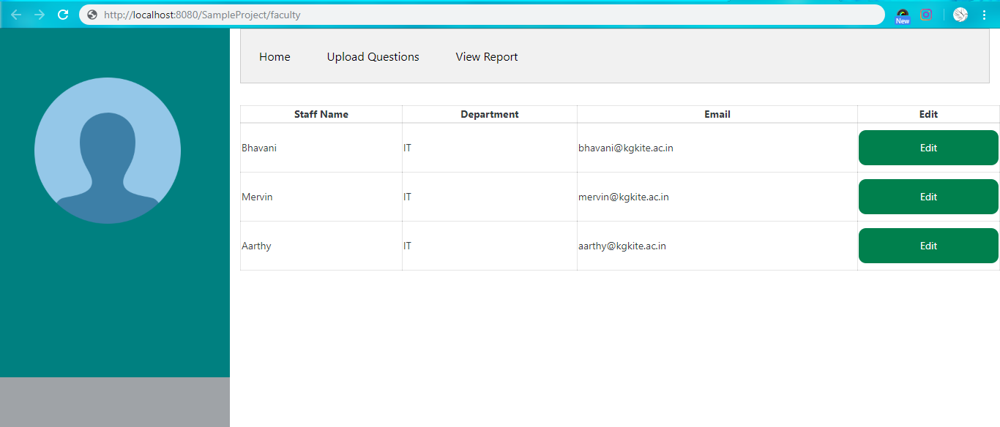 http://localhost:8080/SampleProject/faculty
New
Home Upload Questions View Report
Staff Name Department Email Edit
Bhavani IT bhavani@kgkite.ac.in Edit
Mervin IT mervin@kgkite.ac.in Edit
Aarthy IT aarthy@kgkite.ac.in Edit